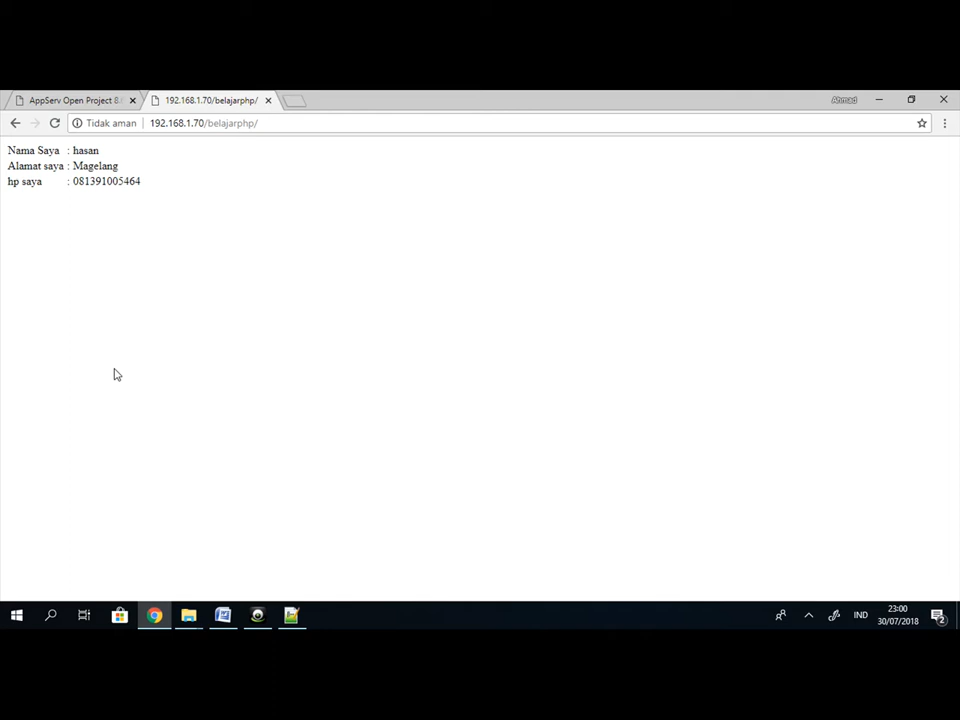 AppServ Open Project 8.
192.168.1.70/belajarphp/
Ahmad
Tidak aman
192.168.1.70/belajarphp/
Nama Saya : hasan
Alamat saya : Magelang
hp saya : 081391005464
IND
23:00
30/07/2018
2